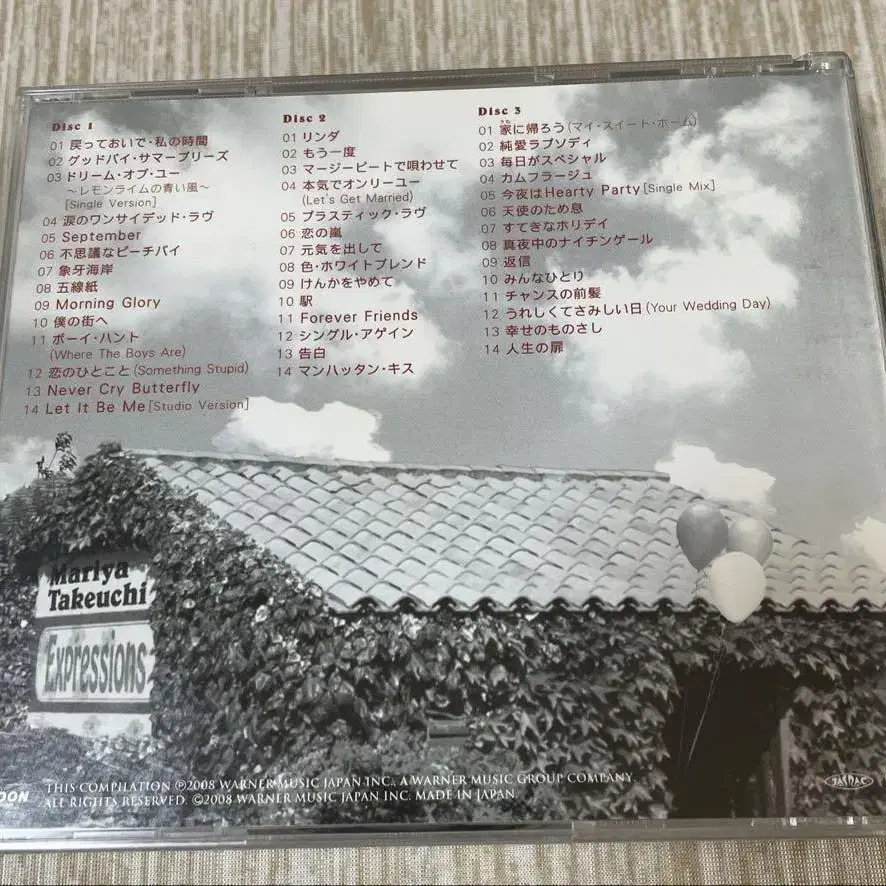 Disc 1
01 戻っておいで・私の時間
02 グッドバイ・サマーブリーズ
03 ドリーム・オブ・ユー
〜レモンライムの青い風〜
[Single Version]
04 涙のワンサイデッド・ラヴ
05 September
06 不思議なピーチパイ
07 象牙海岸
08 五線紙
09 Morning Glory
10 僕の街へ
11 ボーイ・ハント
(Where The Boys Are)
12 恋のひとこと(Something Stupid)
13 Never Cry Butterfly
14 Let It Be Me[Studio Version]
Disc 2
01 リンダ
02 もう一度
03 マージービートで唄わせて
04 本気でオンリーユー
(Let's Get Married)
05 プラスティック・ラヴ
06 恋の嵐
07 元気を出して
08 色・ホワイトブレンド
09 けんかをやめて
10 駅
11 Forever Friends
12 シングル・アゲイン
13 告白
14 マンハッタン・キス
Disc 3
01 家に帰ろう(マイ・スイート・ホーム)
02 純愛ラプソディ
03 毎日がスペシャル
04 カムフラージュ
05 今夜はHearty Party[Single Mix]
06 天使のため息
07 すてきなホリデイ
08 真夜中のナイチンゲール
09 返信
10 みんなひとり
11 チャンスの前髪
12 うれしくてさみしい日(Your Wedding Day)
13 幸せのものさし
14 人生の扉
Mariya
Takeuchi
Expressions
THIS COMPILATION ℗2008 WARNER MUSIC JAPAN INC., A WARNER MUSIC GROUP COMPANY.
ALL RIGHTS RESERVED. ©2008 WARNER MUSIC JAPAN INC. MADE IN JAPAN.
JASRAC